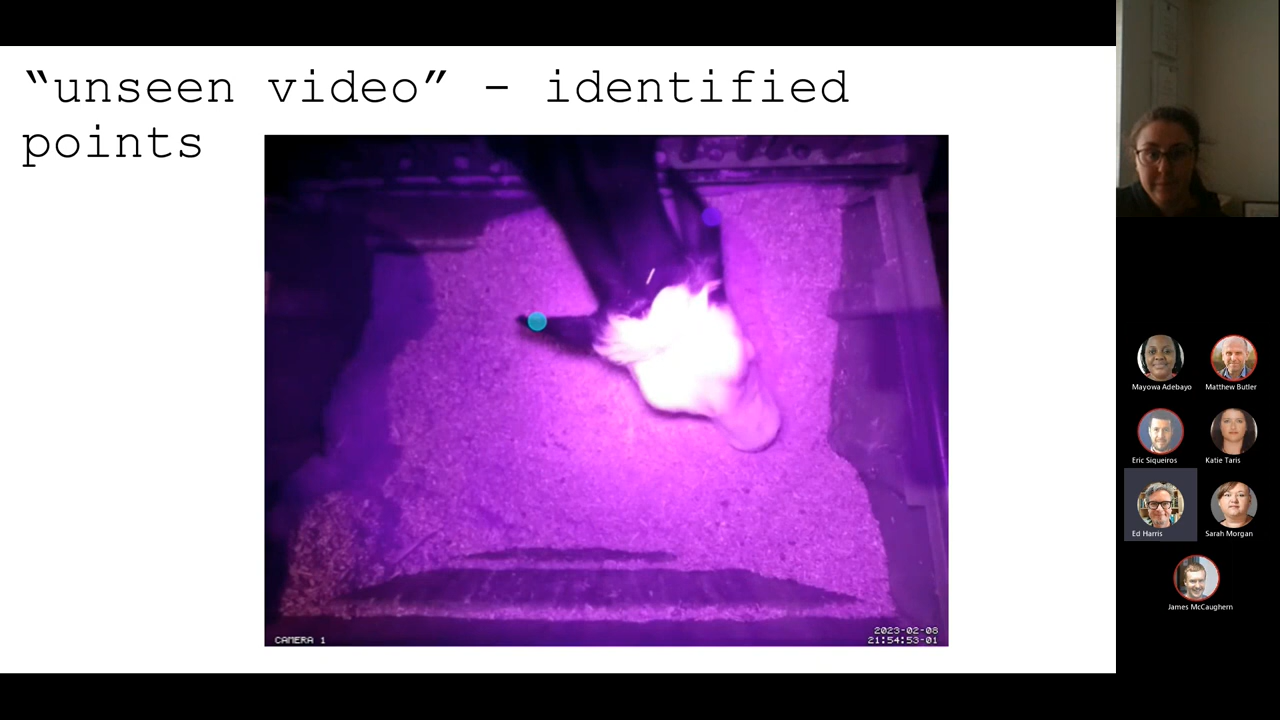 “unseen video” - identified
points
CAMERA 1
2023-02-08
21:54:53-01
Mayowa Adebayo
Matthew Butler
Eric Siqueiros
Katie Taris
Ed Harris
Sarah Morgan
James McCaughern